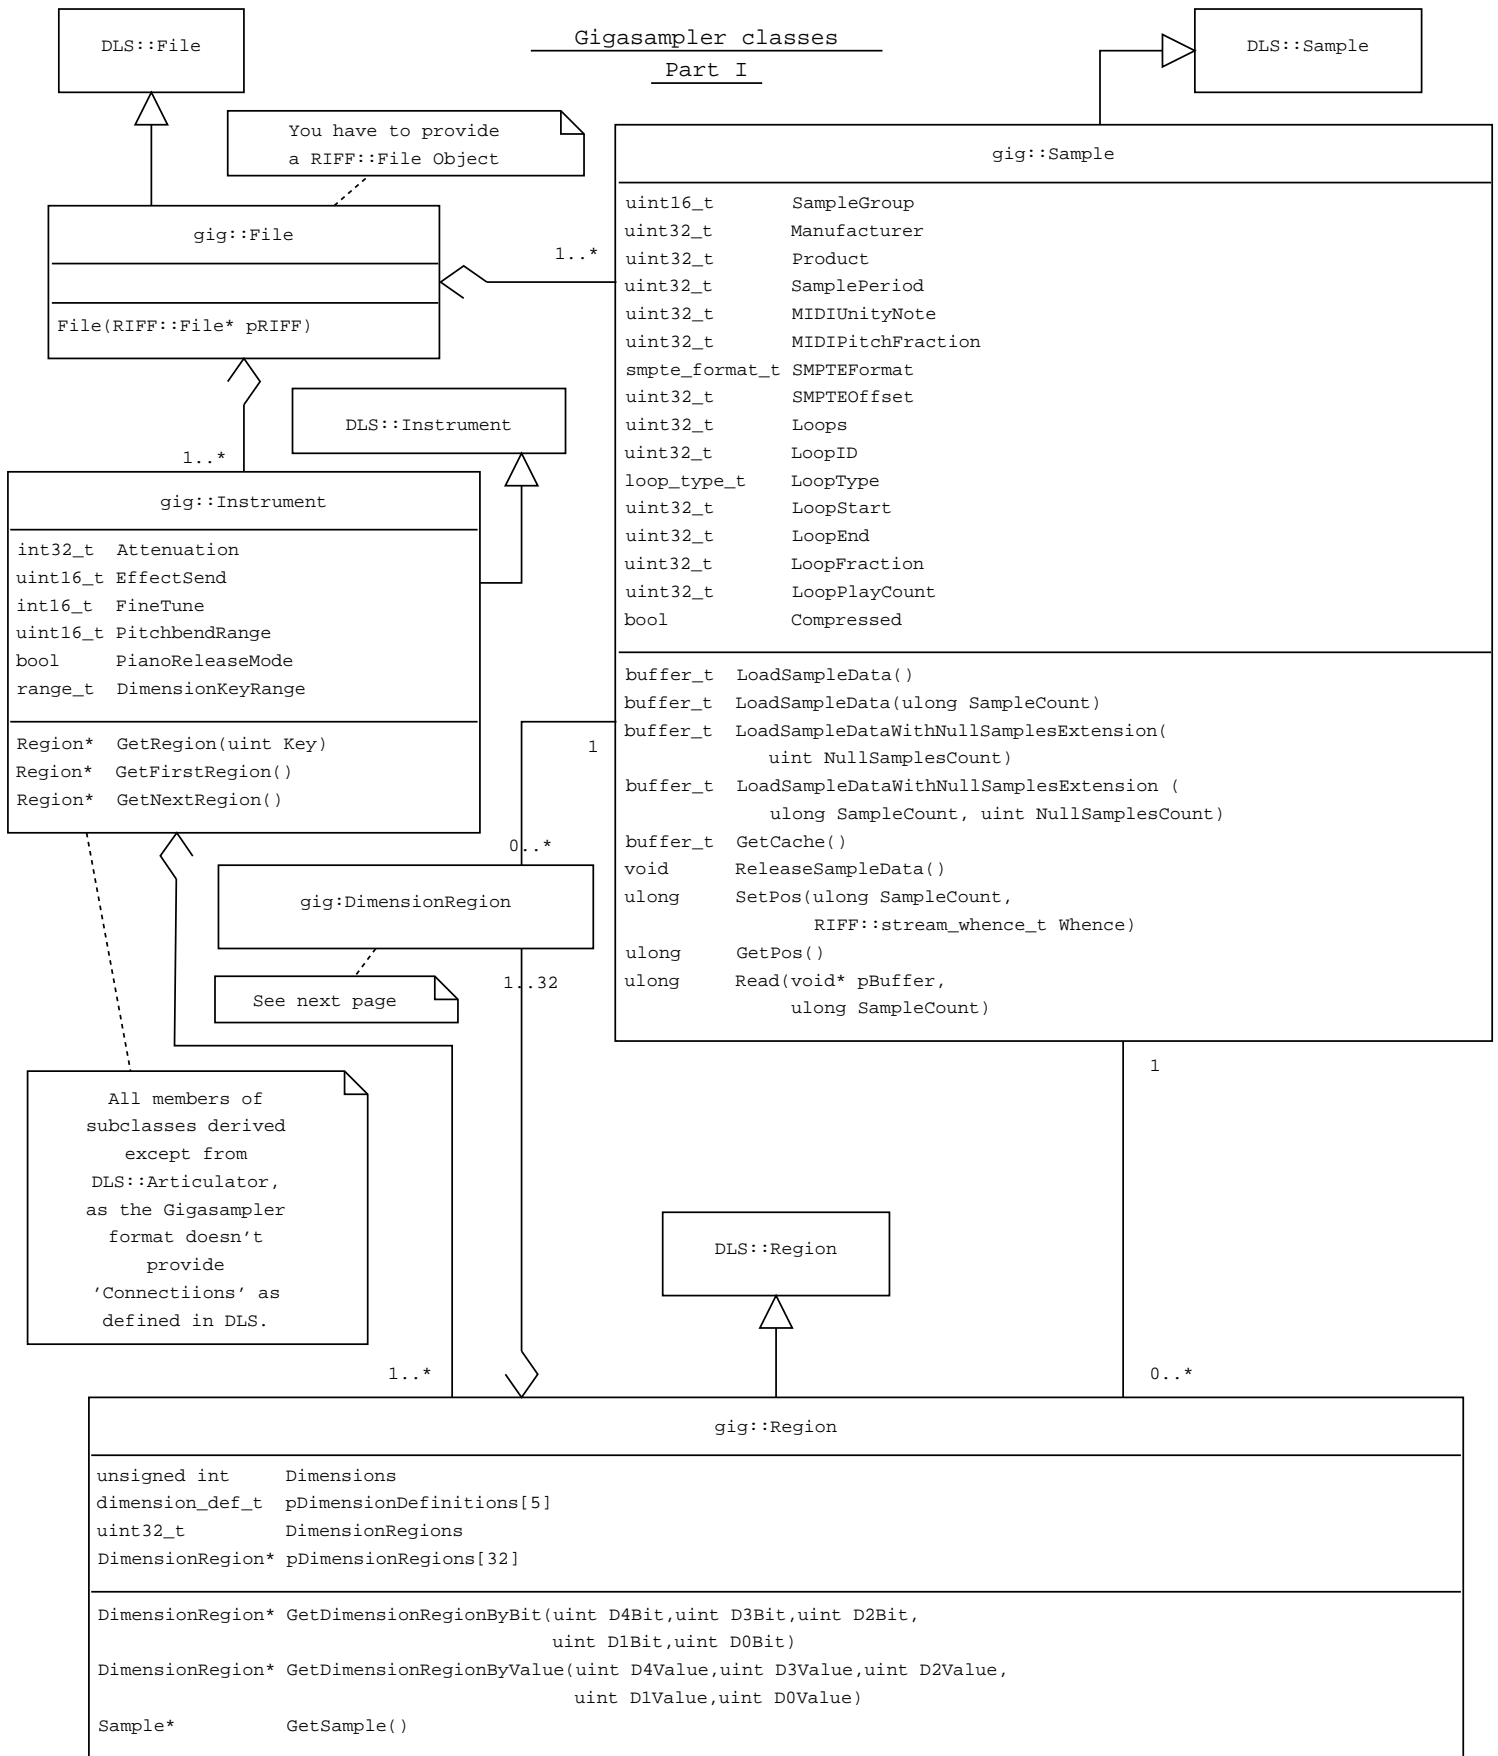 Gigasampler classes
Part I
DLS::File
DLS::Sample
You have to provide
a RIFF::File Object
gig::File
File(RIFF::File* pRIFF)
1..*
1..*
DLS::Instrument
gig::Instrument
int32_t Attenuation
uint16_t EffectSend
int16_t FineTune
uint16_t PitchbendRange
bool PianoReleaseMode
range_t DimensionKeyRange
Region* GetRegion(uint Key)
Region* GetFirstRegion()
Region* GetNextRegion()
gig::Sample
uint16_t SampleGroup
uint32_t Manufacturer
uint32_t Product
uint32_t SamplePeriod
uint32_t MIDIUnityNote
uint32_t MIDIPitchFraction
smpte_format_t SMPTEFormat
uint32_t SMPTEOffset
uint32_t Loops
uint32_t LoopID
loop_type_t LoopType
uint32_t LoopStart
uint32_t LoopEnd
uint32_t LoopFraction
uint32_t LoopPlayCount
bool Compressed
buffer_t LoadSampleData()
buffer_t LoadSampleData(ulong SampleCount)
buffer_t LoadSampleDataWithNullSamplesExtension(
uint NullSamplesCount)
buffer_t LoadSampleDataWithNullSamplesExtension (
ulong SampleCount, uint NullSamplesCount)
buffer_t GetCache()
void ReleaseSampleData()
ulong SetPos(ulong SampleCount,
RIFF::stream_whence_t Whence)
ulong GetPos()
ulong Read(void* pBuffer,
ulong SampleCount)
1
0..*
gig:DimensionRegion
See next page
1..32
1
All members of
subclasses derived
except from
DLS::Articulator,
as the Gigasampler
format doesn't
provide
'Connectiions' as
defined in DLS.
DLS::Region
1..*
0..*
gig::Region
unsigned int Dimensions
dimension_def_t pDimensionDefinitions[5]
uint32_t DimensionRegions
DimensionRegion* pDimensionRegions[32]
DimensionRegion* GetDimensionRegionByBit(uint D4Bit,uint D3Bit,uint D2Bit,
uint D1Bit,uint D0Bit)
DimensionRegion* GetDimensionRegionByValue(uint D4Value,uint D3Value,uint D2Value,
uint D1Value,uint D0Value)
Sample* GetSample()